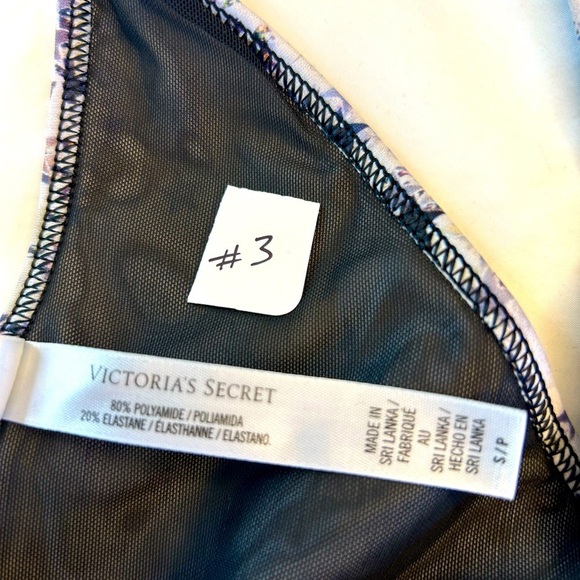 #3
VICTORIA'S SECRET
80% POLYAMIDE / POLIAMIDA
20% ELASTANE / ÉLASTHANNE / ELASTANO.
MADE IN
SRI LANKA /
FABRIQUÉ
AU
SRI LANKA /
HECHO EN
SRI LANKA
S / P